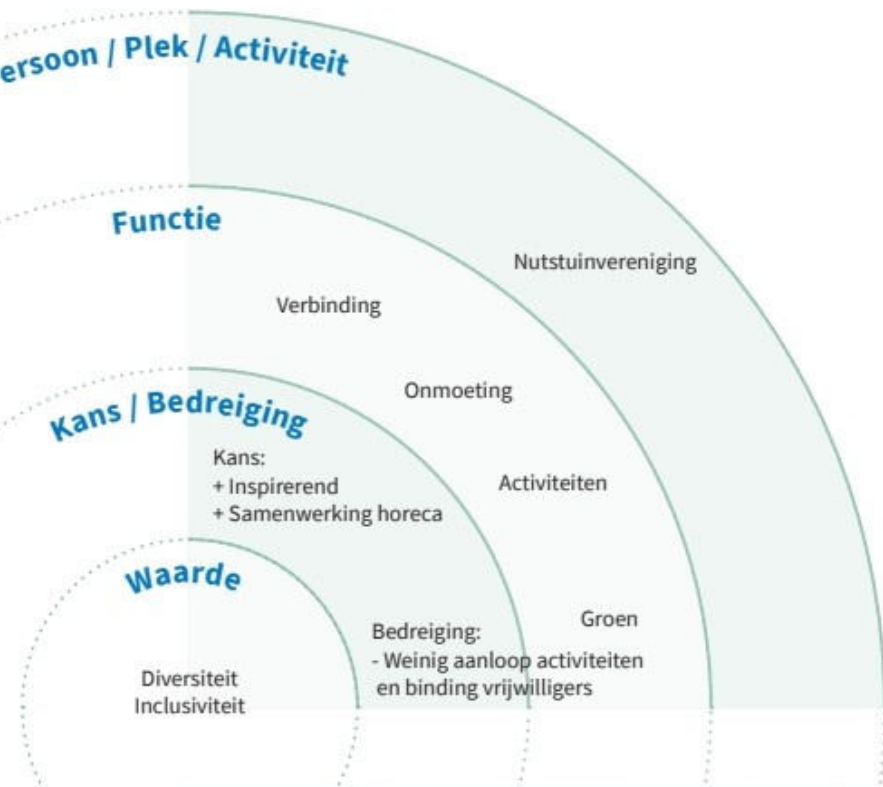 ersoon / Plek / Activiteit
Functie
Nutstuinvereniging
Verbinding
Onmoeting
Kans / Bedreiging
Kans:
+ Inspirerend
+ Samenwerking horeca
Activiteiten
Waarde
Groen
Bedreiging:
- Weinig aanloop activiteiten
en binding vrijwilligers
Diversiteit
Inclusiviteit